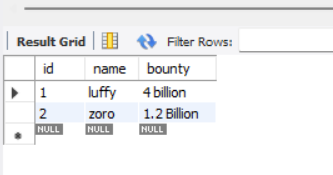 Result Grid Filter Rows:
id name bounty
1 luffy 4 billion
2 zoro 1.2 Billion
NULL NULL NULL